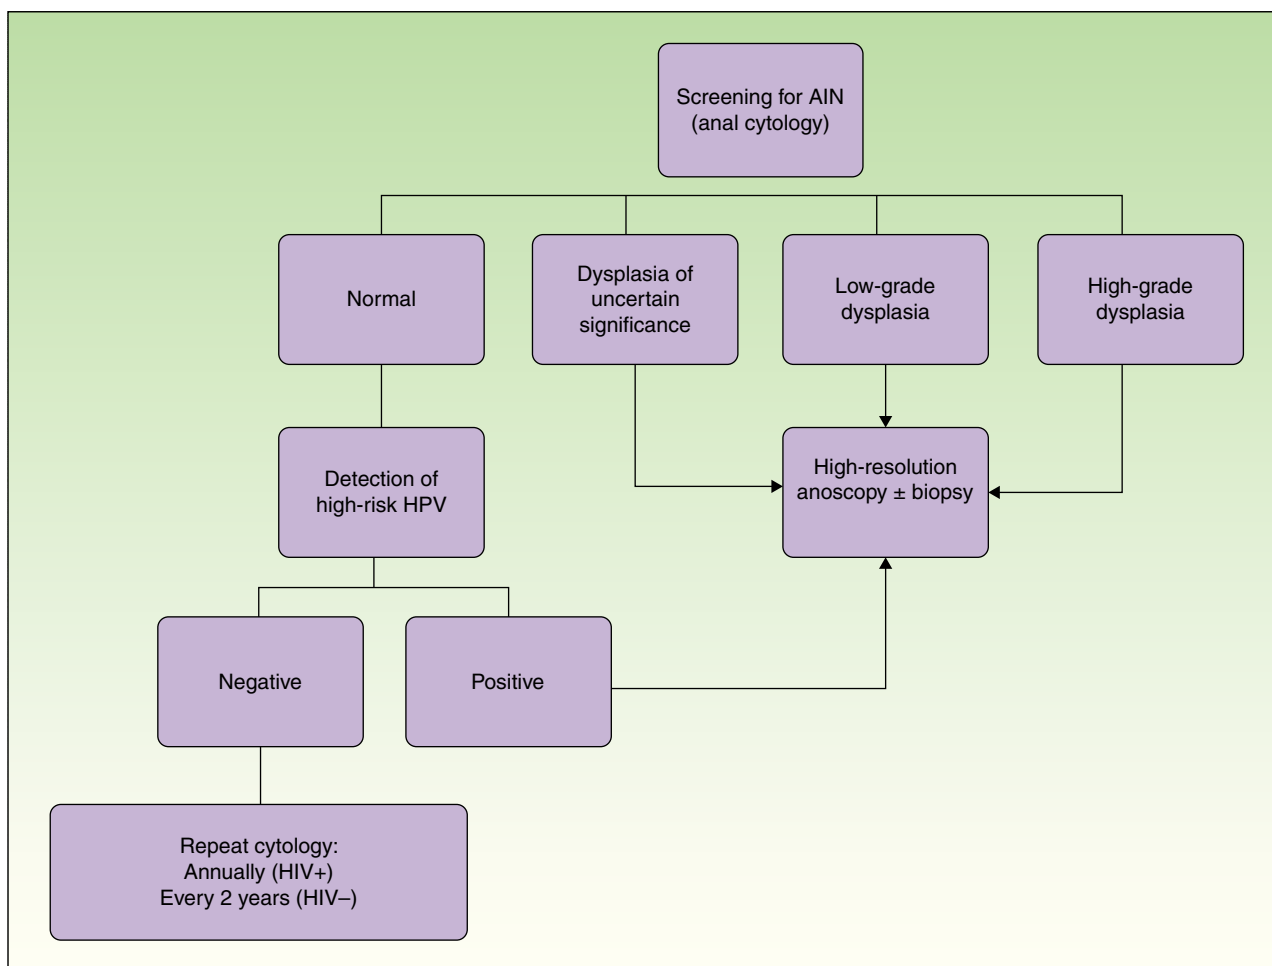 Screening for AIN
(anal cytology)
Normal
Dysplasia of
uncertain
significance
Low-grade
dysplasia
High-grade
dysplasia
Detection of
high-risk HPV
High-resolution
anoscopy ± biopsy
Negative
Positive
Repeat cytology:
Annually (HIV+)
Every 2 years (HIV–)